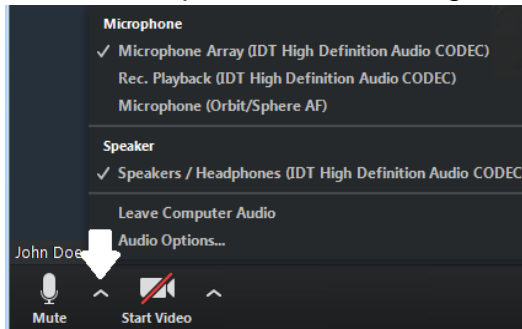 Microphone
✓ Microphone Array (IDT High Definition Audio CODEC)
Rec. Playback (IDT High Definition Audio CODEC)
Microphone (Orbit/Sphere AF)
Speaker
✓ Speakers / Headphones (IDT High Definition Audio CODEC
Leave Computer Audio
Audio Options...
John Doe
Mute
Start Video